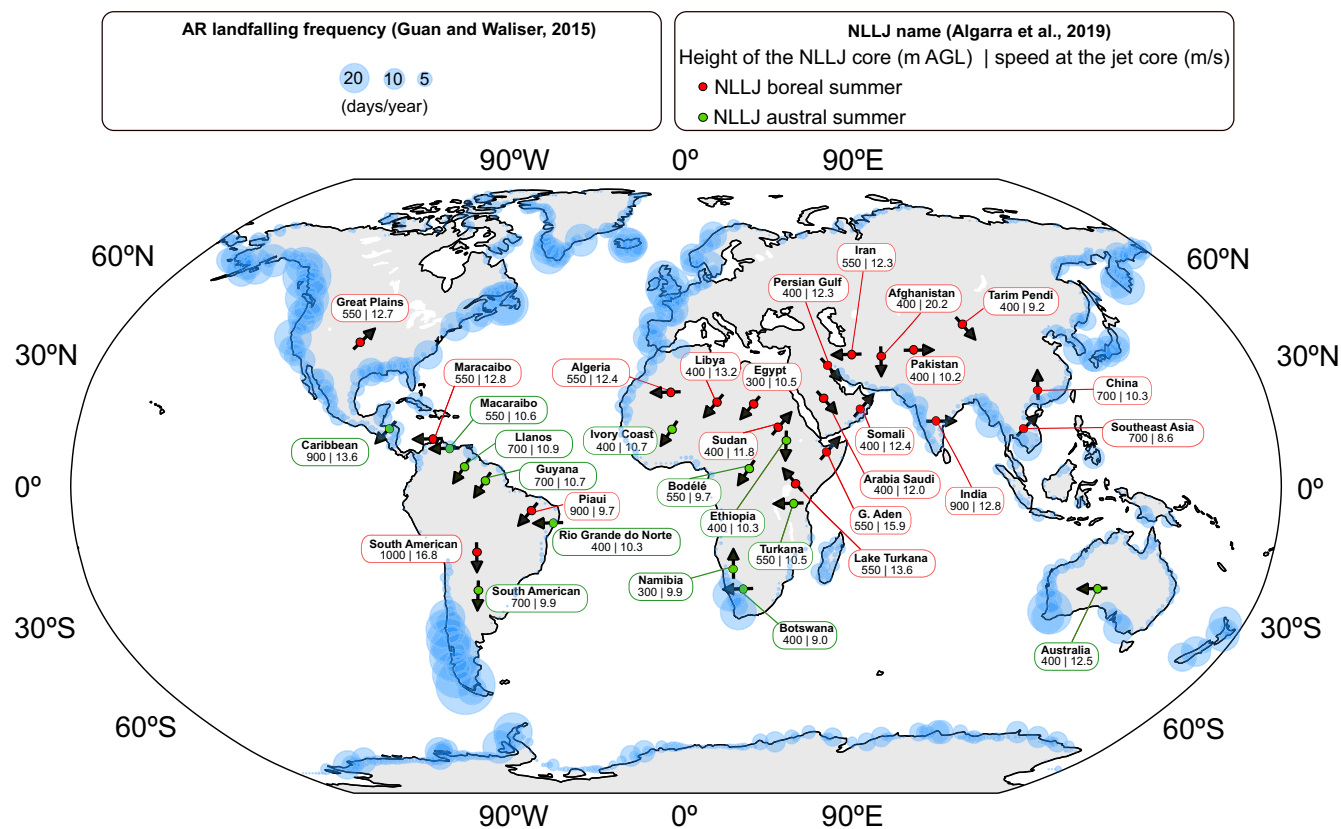 AR landfalling frequency (Guan and Waliser, 2015)
20 10 5
(days/year)
NLLJ name (Algarra et al., 2019)
Height of the NLLJ core (m AGL) | speed at the jet core (m/s)
NLLJ boreal summer
NLLJ austral summer
90ºW 0º 90ºE
60ºN
60ºN
30ºN
30ºN
0º
0º
30ºS
30ºS
60ºS
60ºS
90ºW 0º 90ºE
Great Plains
550 | 12.7
Maracaibo
550 | 12.8
Macaraibo
550 | 10.6
Caribbean
900 | 13.6
Llanos
700 | 10.9
Guyana
700 | 10.7
Piaui
900 | 9.7
Rio Grande do Norte
400 | 10.3
South American
1000 | 16.8
South American
700 | 9.9
Algeria
550 | 12.4
Libya
400 | 13.2
Egypt
300 | 10.5
Ivory Coast
400 | 10.7
Sudan
400 | 11.8
Bodélé
550 | 9.7
Ethiopia
400 | 10.3
Turkana
550 | 10.5
Namibia
300 | 9.9
Botswana
400 | 9.0
Persian Gulf
400 | 12.3
Iran
550 | 12.3
Afghanistan
400 | 20.2
Tarim Pendi
400 | 9.2
Pakistan
400 | 10.2
Somali
400 | 12.4
Arabia Saudi
400 | 12.0
G. Aden
550 | 15.9
Lake Turkana
550 | 13.6
India
900 | 12.8
China
700 | 10.3
Southeast Asia
700 | 8.6
Australia
400 | 12.5